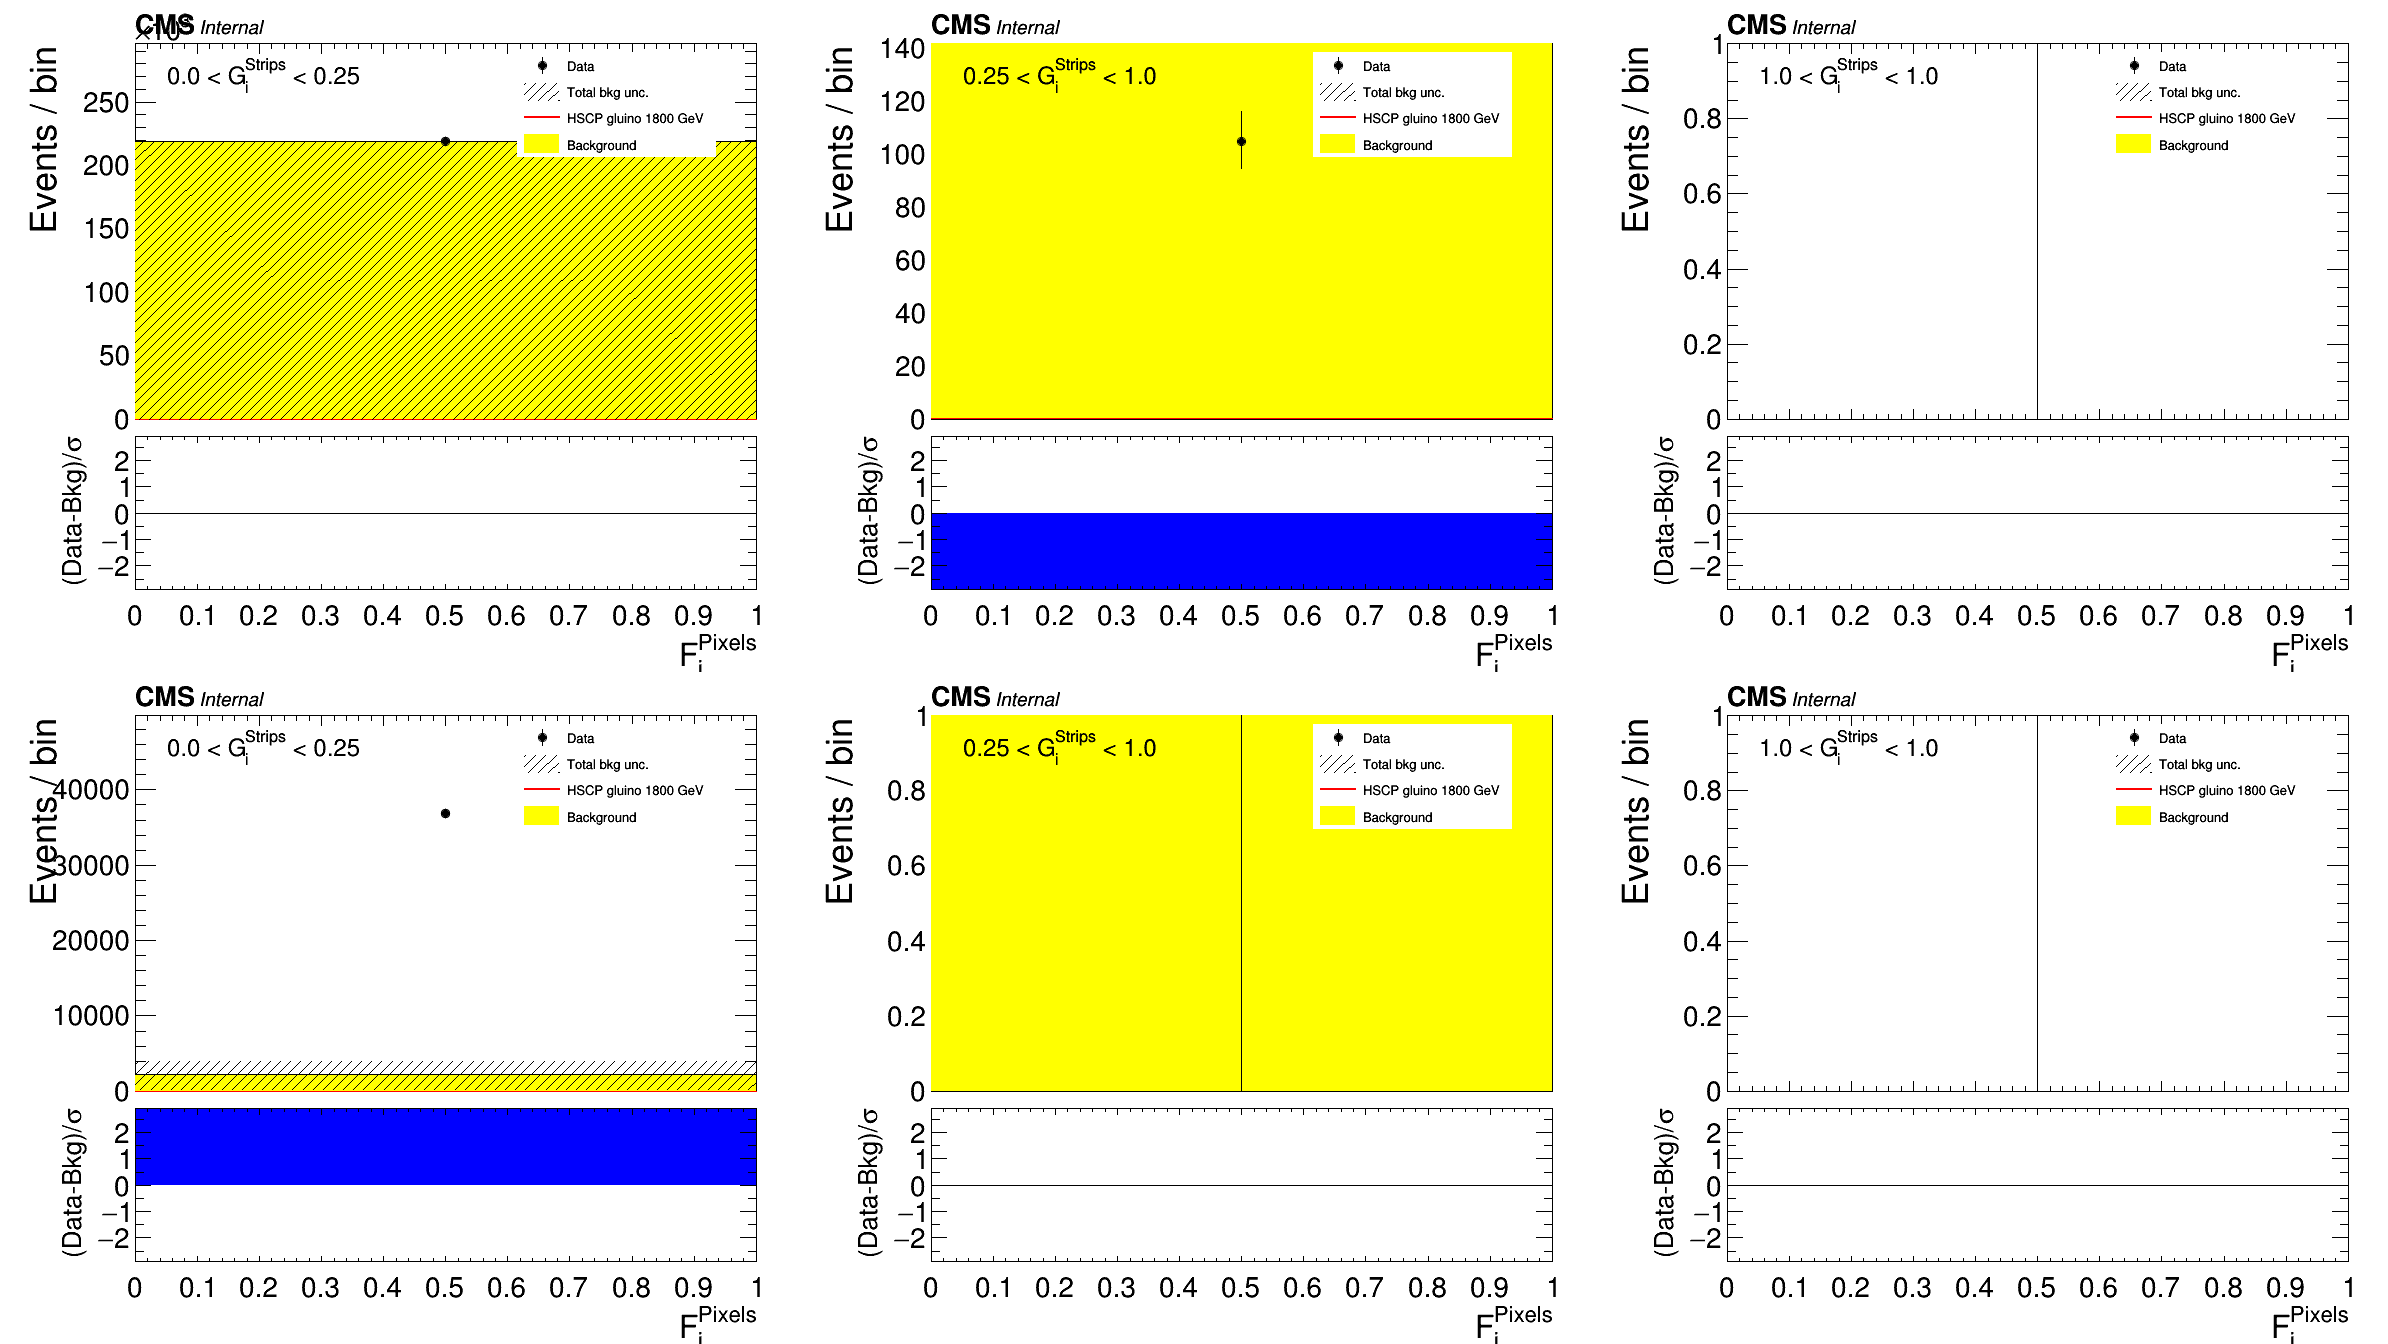 CMS Internal
×10³
Events / bin
0.0 < G_i^Strips < 0.25
Data
Total bkg unc.
HSCP gluino 1800 GeV
Background
250
200
150
100
50
0
(Data-Bkg)/σ
2
1
0
−1
−2
0 0.1 0.2 0.3 0.4 0.5 0.6 0.7 0.8 0.9 1
F_i^Pixels
CMS Internal
Events / bin
0.25 < G_i^Strips < 1.0
Data
Total bkg unc.
HSCP gluino 1800 GeV
Background
140
120
100
80
60
40
20
0
(Data-Bkg)/σ
2
1
0
−1
−2
0 0.1 0.2 0.3 0.4 0.5 0.6 0.7 0.8 0.9 1
F_i^Pixels
CMS Internal
Events / bin
1.0 < G_i^Strips < 1.0
Data
Total bkg unc.
HSCP gluino 1800 GeV
Background
1
0.8
0.6
0.4
0.2
0
(Data-Bkg)/σ
2
1
0
−1
−2
0 0.1 0.2 0.3 0.4 0.5 0.6 0.7 0.8 0.9 1
F_i^Pixels
CMS Internal
Events / bin
0.0 < G_i^Strips < 0.25
Data
Total bkg unc.
HSCP gluino 1800 GeV
Background
40000
30000
20000
10000
0
(Data-Bkg)/σ
2
1
0
−1
−2
0 0.1 0.2 0.3 0.4 0.5 0.6 0.7 0.8 0.9 1
F_i^Pixels
CMS Internal
Events / bin
0.25 < G_i^Strips < 1.0
Data
Total bkg unc.
HSCP gluino 1800 GeV
Background
1
0.8
0.6
0.4
0.2
0
(Data-Bkg)/σ
2
1
0
−1
−2
0 0.1 0.2 0.3 0.4 0.5 0.6 0.7 0.8 0.9 1
F_i^Pixels
CMS Internal
Events / bin
1.0 < G_i^Strips < 1.0
Data
Total bkg unc.
HSCP gluino 1800 GeV
Background
1
0.8
0.6
0.4
0.2
0
(Data-Bkg)/σ
2
1
0
−1
−2
0 0.1 0.2 0.3 0.4 0.5 0.6 0.7 0.8 0.9 1
F_i^Pixels